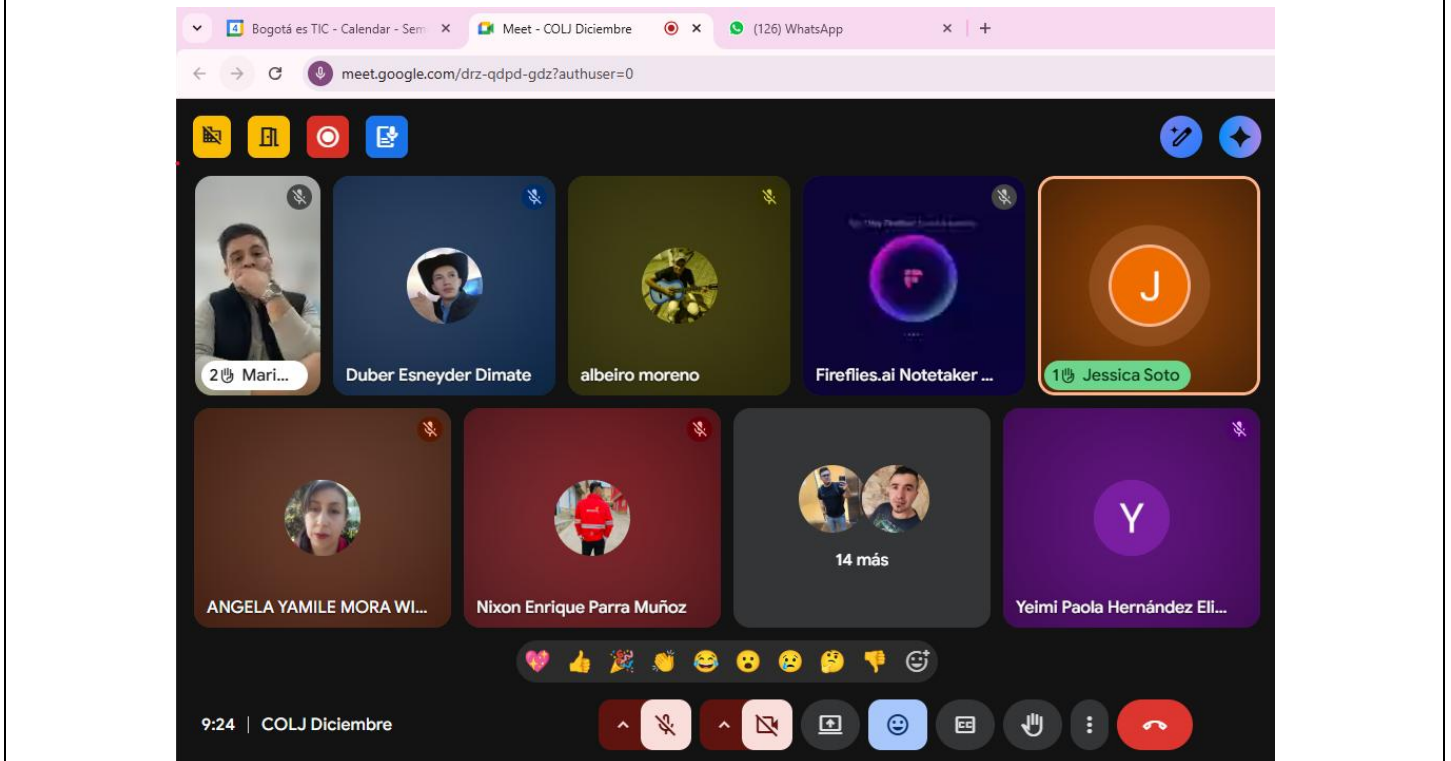 4 Bogotá es TIC - Calendar - Sem
Meet - COLJ Diciembre
(126) WhatsApp
meet.google.com/drz-qdpd-gdz?authuser=0
2 Mari...
Duber Esneyder Dimate
albeiro moreno
Fireflies.ai Notetaker ...
J
1 Jessica Soto
ANGELA YAMILE MORA WI...
Nixon Enrique Parra Muñoz
14 más
Y
Yeimi Paola Hernández Eli...
9:24 | COLJ Diciembre